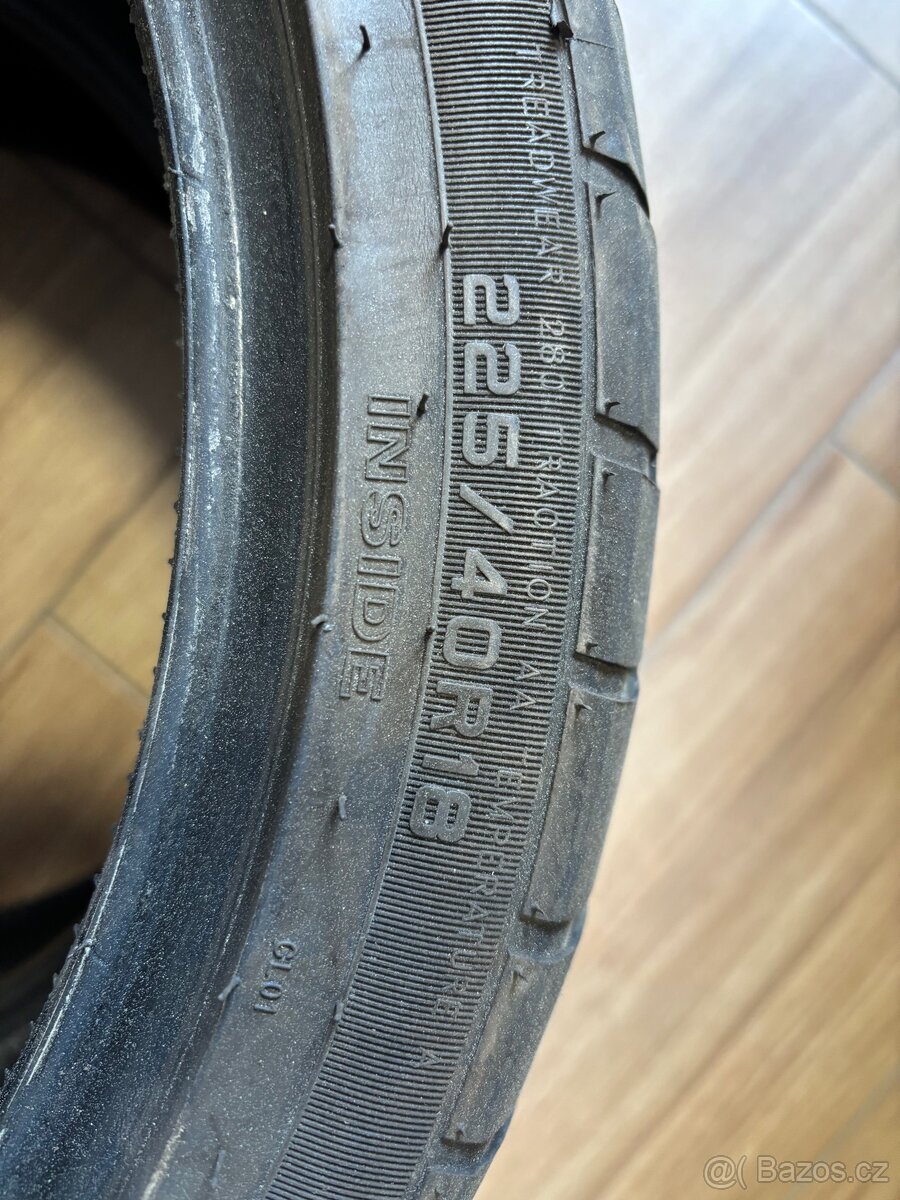 TREADWEAR 280 TRACTION AA TEMPERATURE A
225/40R18
INSIDE
GL01
@( Bazos.cz